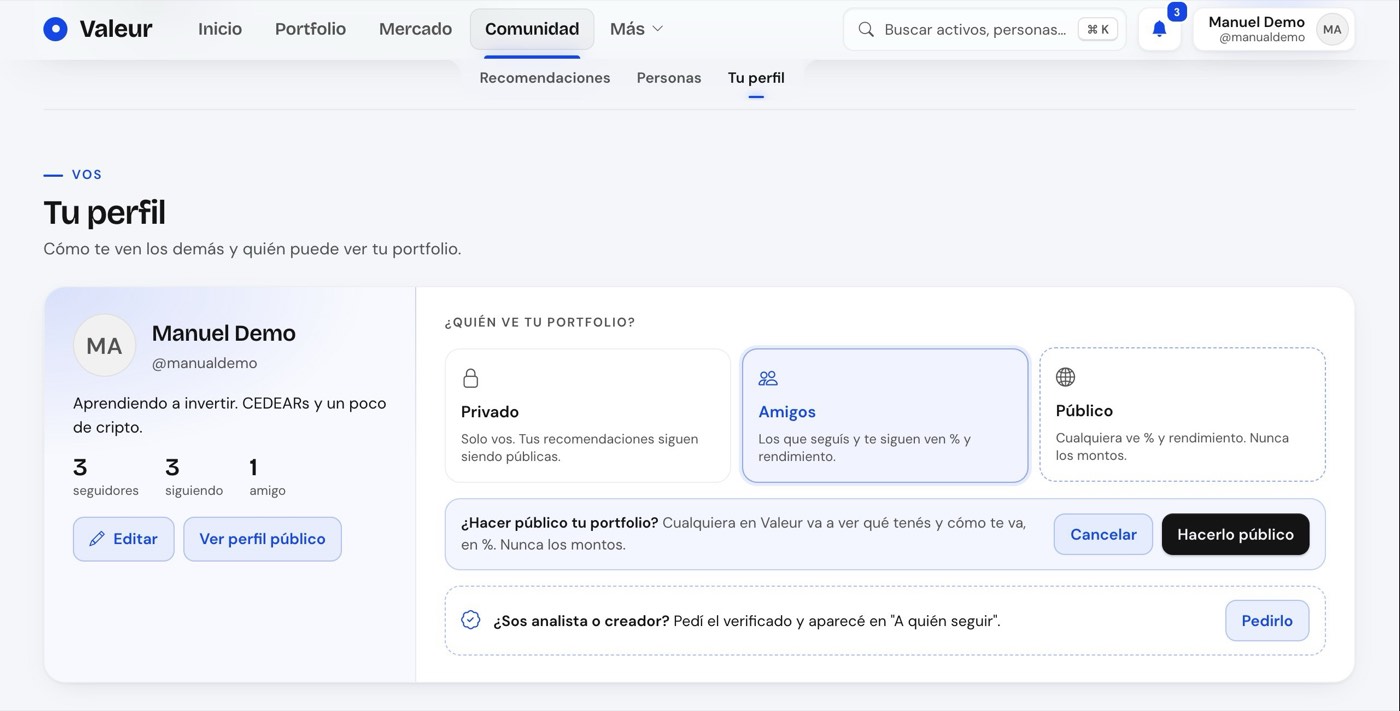 Valeur
Inicio
Portfolio
Mercado
Comunidad
Más
Buscar activos, personas...
⌘ K
3
Manuel Demo
@manualdemo
MA
Recomendaciones
Personas
Tu perfil
VOS
Tu perfil
Cómo te ven los demás y quién puede ver tu portfolio.
MA
Manuel Demo
@manualdemo
Aprendiendo a invertir. CEDEARs y un poco
de cripto.
3
seguidores
3
siguiendo
1
amigo
Editar
Ver perfil público
¿QUIÉN VE TU PORTFOLIO?
Privado
Solo vos. Tus recomendaciones siguen
siendo públicas.
Amigos
Los que seguís y te siguen ven % y
rendimiento.
Público
Cualquiera ve % y rendimiento. Nunca
los montos.
¿Hacer público tu portfolio? Cualquiera en Valeur va a ver qué tenés y cómo te va,
en %. Nunca los montos.
Cancelar
Hacerlo público
¿Sos analista o creador? Pedí el verificado y aparecé en "A quién seguir".
Pedirlo